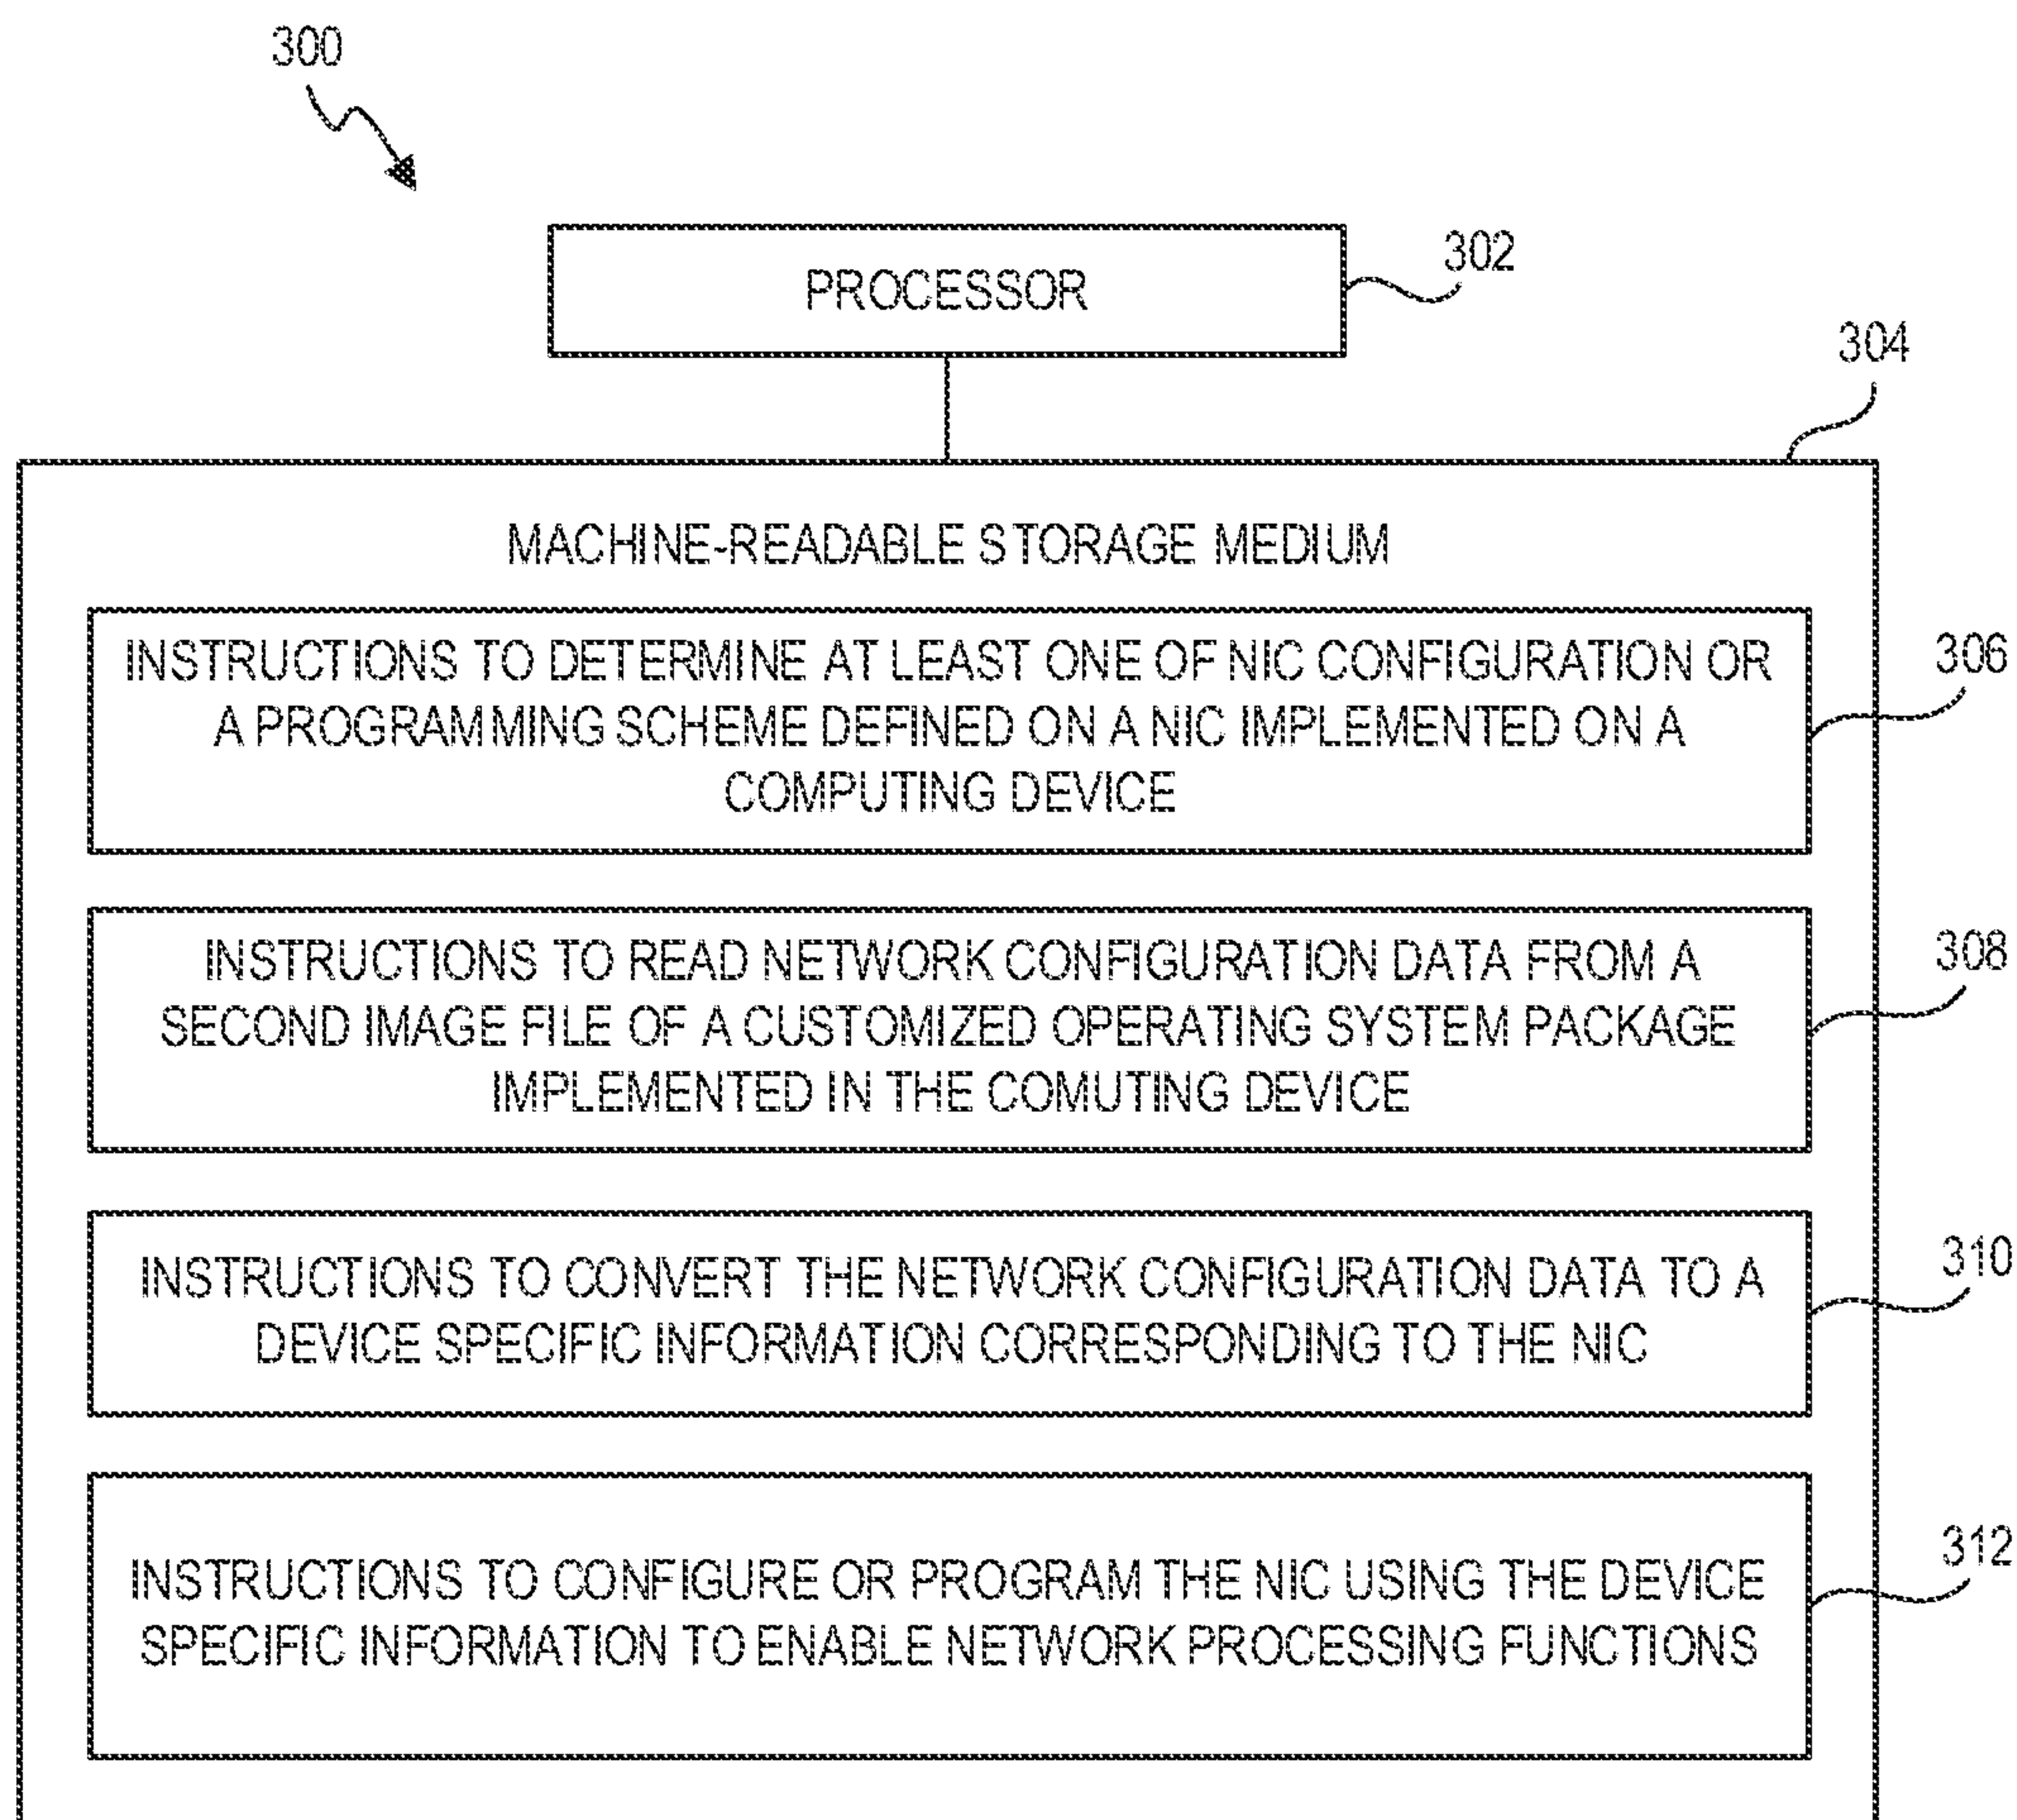 300
PROCESSOR
302
304
MACHINE-READABLE STORAGE MEDIUM
INSTRUCTIONS TO DETERMINE AT LEAST ONE OF NIC CONFIGURATION OR
A PROGRAMMING SCHEME DEFINED ON A NIC IMPLEMENTED ON A
COMPUTING DEVICE
306
INSTRUCTIONS TO READ NETWORK CONFIGURATION DATA FROM A
SECOND IMAGE FILE OF A CUSTOMIZED OPERATING SYSTEM PACKAGE
IMPLEMENTED IN THE COMUTING DEVICE
308
INSTRUCTIONS TO CONVERT THE NETWORK CONFIGURATION DATA TO A
DEVICE SPECIFIC INFORMATION CORRESPONDING TO THE NIC
310
INSTRUCTIONS TO CONFIGURE OR PROGRAM THE NIC USING THE DEVICE
SPECIFIC INFORMATION TO ENABLE NETWORK PROCESSING FUNCTIONS
312